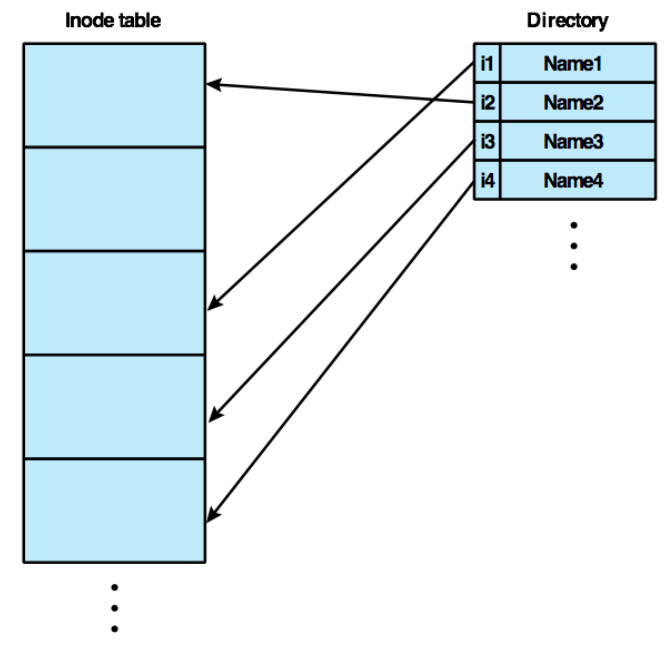 Inode table
Directory
i1 Name1
i2 Name2
i3 Name3
i4 Name4